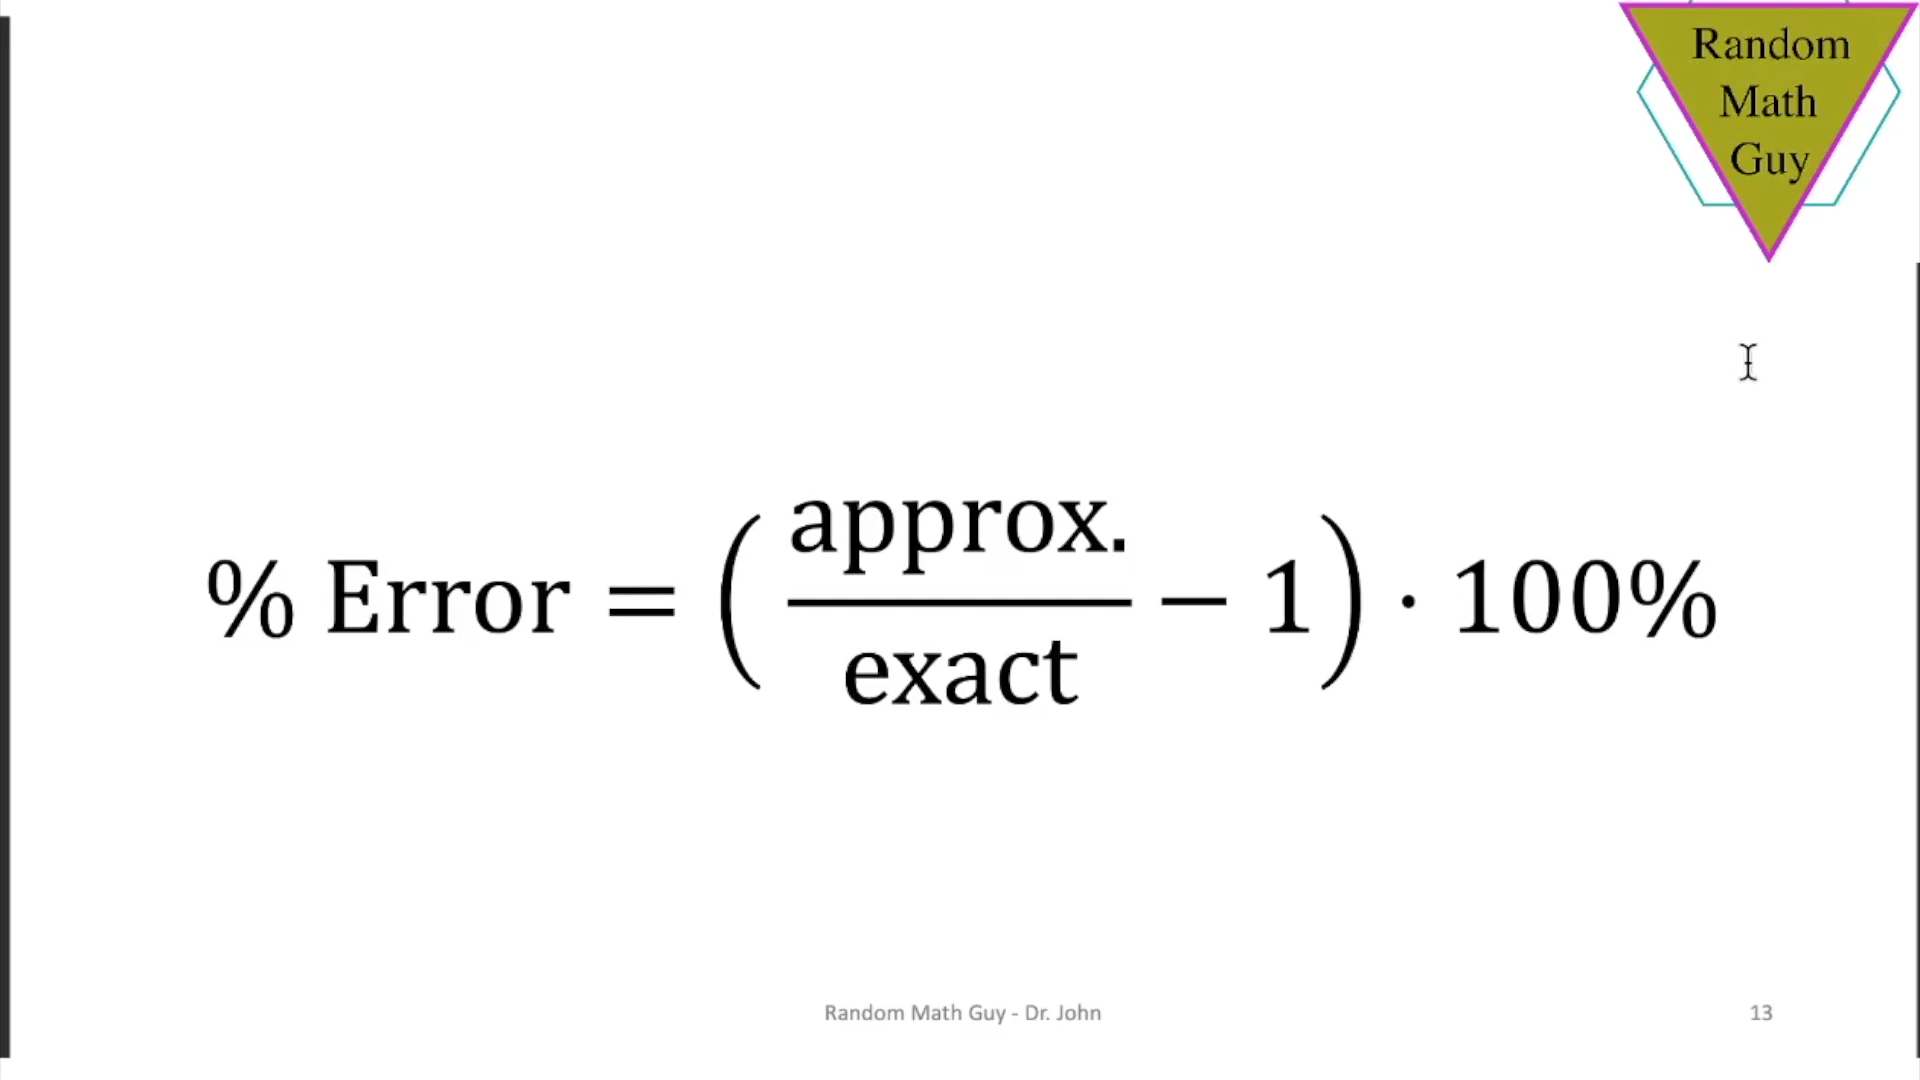 Random
Math
Guy
% Error = (approx./exact − 1) · 100%
Random Math Guy - Dr. John
13